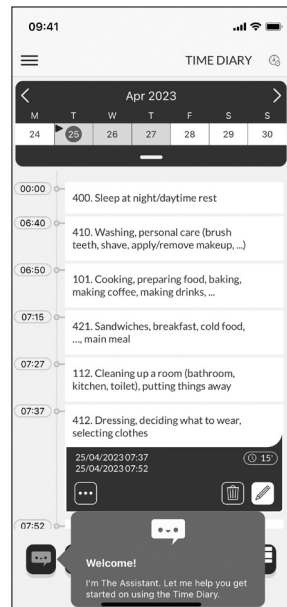 09:41
TIME DIARY
Apr 2023
M T W T F S S
24 25 26 27 28 29 30
00:00
400. Sleep at night/daytime rest
06:40
410. Washing, personal care (brush
teeth, shave, apply/remove makeup, ...)
06:50
101. Cooking, preparing food, baking,
making coffee, making drinks, ...
07:15
421. Sandwiches, breakfast, cold food,
..., main meal
07:27
112. Cleaning up a room (bathroom,
kitchen, toilet), putting things away
07:37
412. Dressing, deciding what to wear,
selecting clothes
25/04/2023 07:37
25/04/2023 07:52
15'
07:52
Welcome!
I'm The Assistant. Let me help you get
started on using the Time Diary.